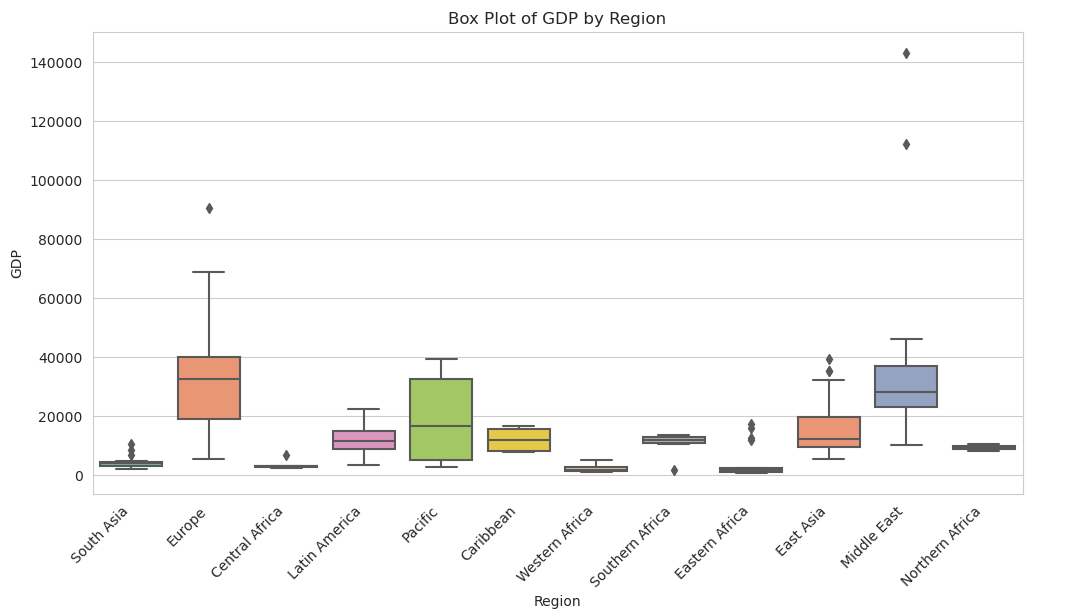 Box Plot of GDP by Region
GDP
140000
120000
100000
80000
60000
40000
20000
0
South Asia
Europe
Central Africa
Latin America
Pacific
Caribbean
Western Africa
Southern Africa
Eastern Africa
East Asia
Middle East
Northern Africa
Region